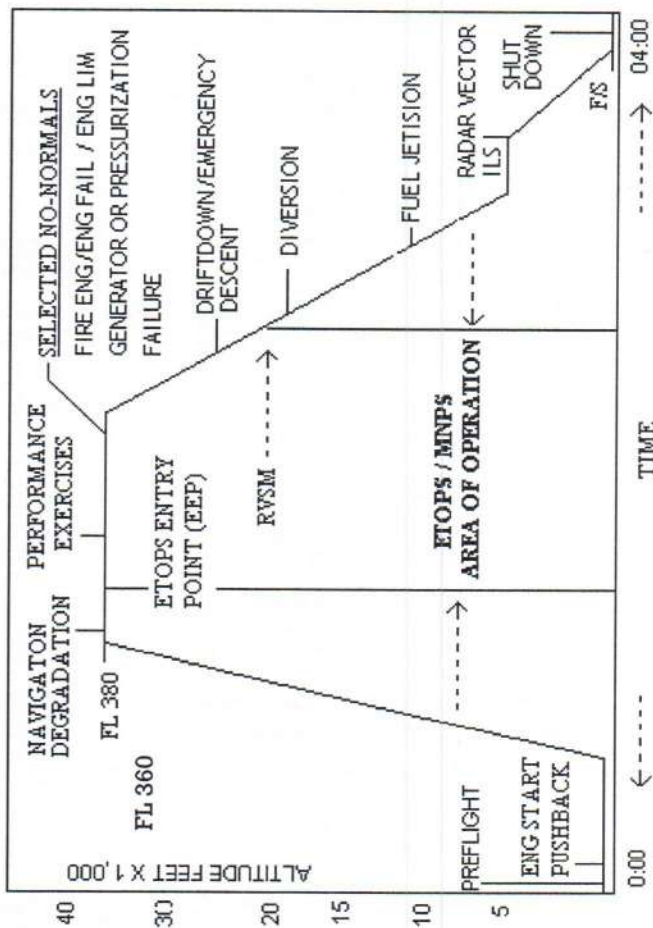 ALTITUDE FEET X 1,000
40
35
30
25
20
15
10
5
NAVIGATON
DEGRADATION
PERFORMANCE
EXERCISES
SELECTED NO-NORMALS
FIRE ENG/ENG FAIL / ENG LIM
GENERATOR OR PRESSURIZATION
FAILURE
FL 380
FL 360
ETOPS ENTRY
POINT (EEP)
DRIFTDOWN/EMERGENCY
DESCENT
RVSM
DIVERSION
FUEL JETISION
ETOPS / MNPS
AREA OF OPERATION
RADAR VECTOR
ILS
PREFLIGHT
ENG START
PUSHBACK
SHUT
DOWN
F/S
0:00
TIME
04:00